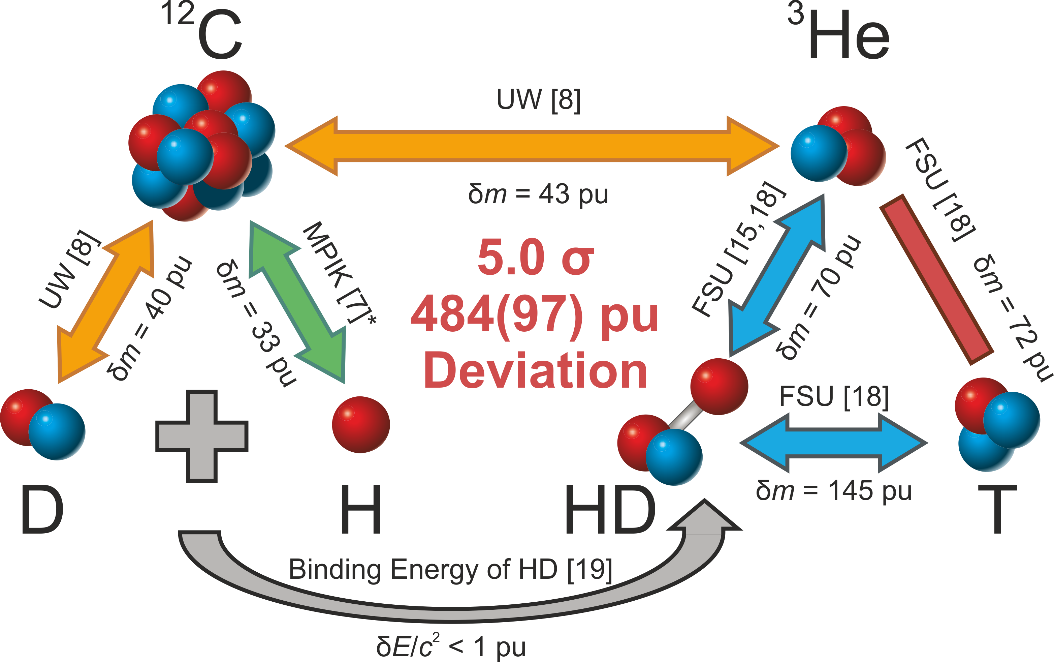 ¹²C
³He
UW [8]
δm = 43 pu
UW [8]
δm = 40 pu
MPIK [7]*
δm = 33 pu
5.0 σ
484(97) pu
Deviation
FSU [15,18]
δm = 70 pu
FSU [18]
δm = 72 pu
FSU [18]
δm = 145 pu
D
H
HD
T
Binding Energy of HD [19]
δE/c² < 1 pu